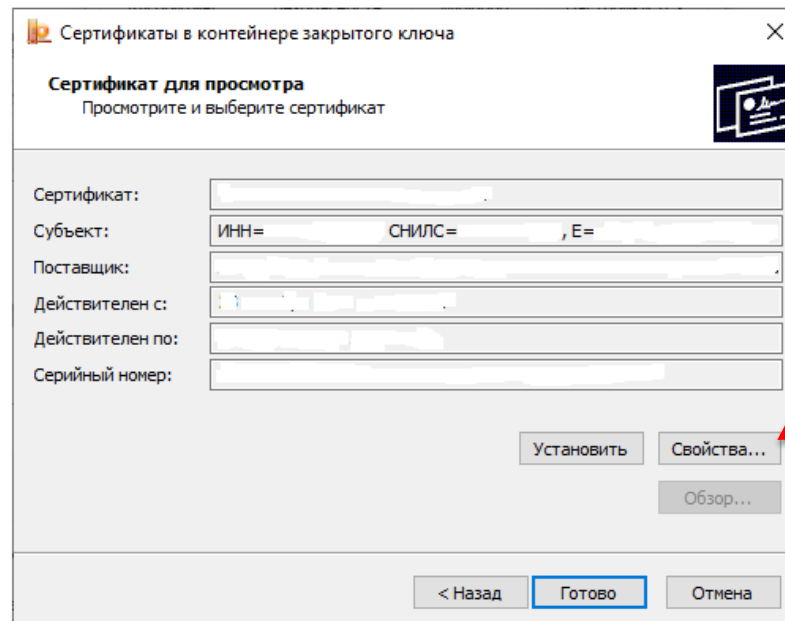 Сертификаты в контейнере закрытого ключа
Сертификат для просмотра
Просмотрите и выберите сертификат
Сертификат:
Субъект: ИНН= СНИЛС= , E=
Поставщик:
Действителен с:
Действителен по:
Серийный номер:
Установить Свойства...
Обзор...
< Назад Готово Отмена